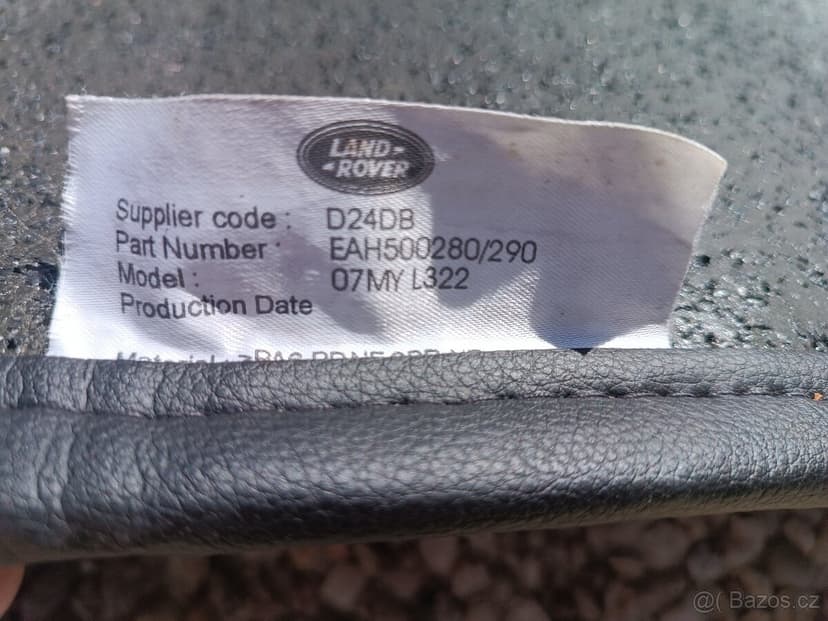 LAND-
-ROVER
Supplier code : D24DB
Part Number : EAH500280/290
Model : 07MY L322
Production Date
@( Bazos.cz